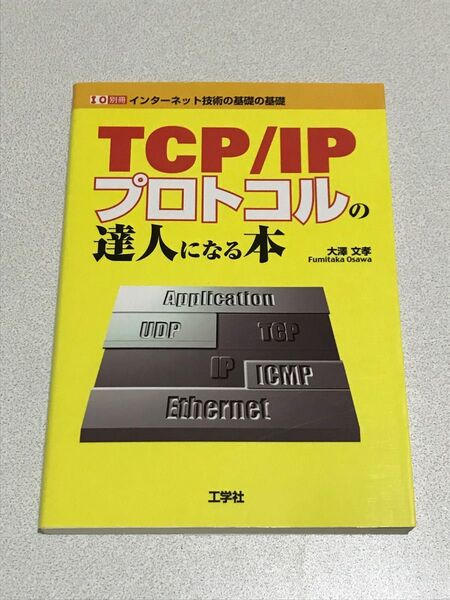 I O 別冊 インターネット技術の基礎の基礎
TCP/IP
プロトコルの
達人になる本
大澤 文孝
Fumitaka Osawa
Application
UDP TCP
IP ICMP
Ethernet
工学社